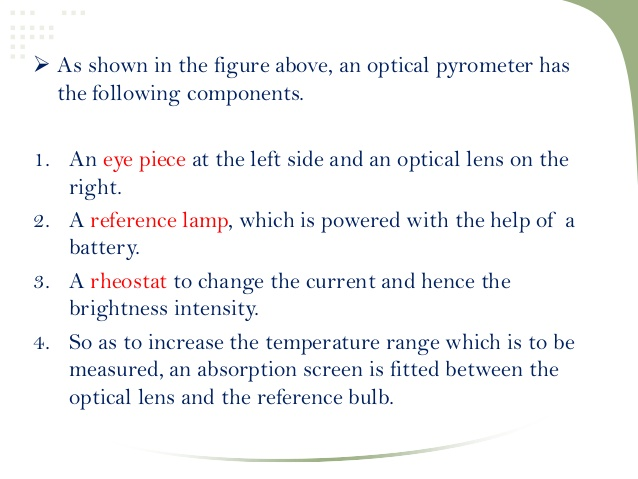 ➢ As shown in the figure above, an optical pyrometer has
the following components.
1. An eye piece at the left side and an optical lens on the
right.
2. A reference lamp, which is powered with the help of a
battery.
3. A rheostat to change the current and hence the
brightness intensity.
4. So as to increase the temperature range which is to be
measured, an absorption screen is fitted between the
optical lens and the reference bulb.